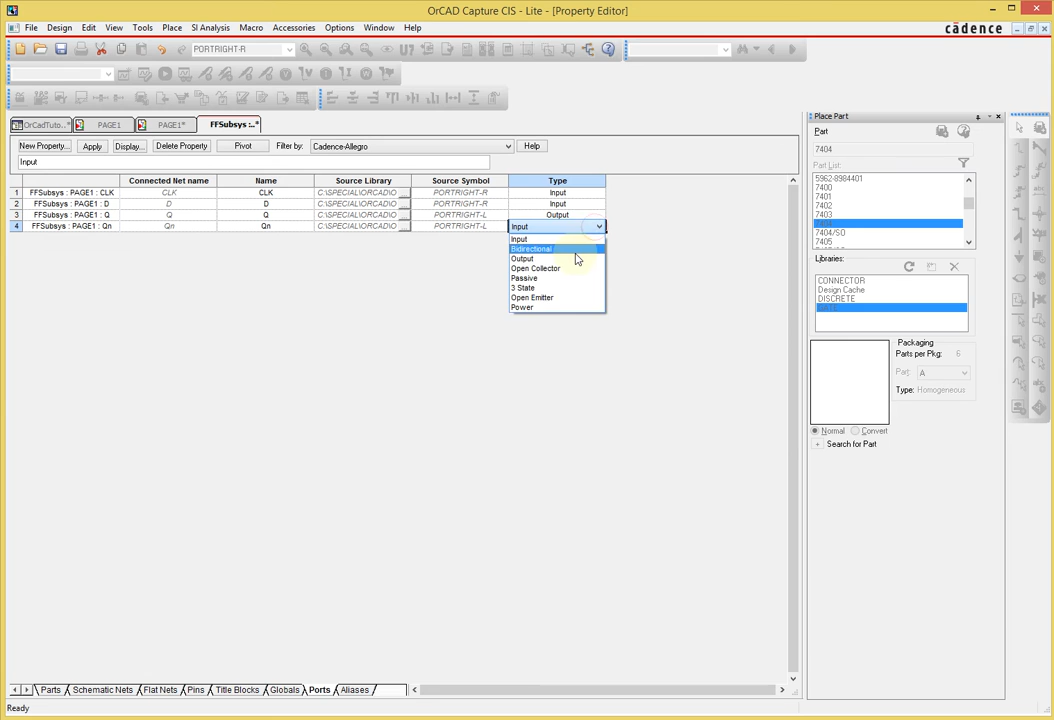 OrCAD Capture CIS - Lite - [Property Editor]
File Design Edit View Tools Place SI Analysis Macro Accessories Options Window Help
cādence
PORTRIGHT-R
OrCadTuto..* PAGE1 PAGE1* FFSubsys :..*
New Property... Apply Display... Delete Property Pivot Filter by: Cadence-Allegro Help
Input
Connected Net name Name Source Library Source Symbol Type
1 FFSubsys : PAGE1 : CLK CLK CLK C:\SPECIAL\ORCAD\O ... PORTRIGHT-R Input
2 FFSubsys : PAGE1 : D D D C:\SPECIAL\ORCAD\O ... PORTRIGHT-R Input
3 FFSubsys : PAGE1 : Q Q Q C:\SPECIAL\ORCAD\O ... PORTRIGHT-L Output
4 FFSubsys : PAGE1 : Qn Qn Qn C:\SPECIAL\ORCAD\O ... PORTRIGHT-L Input
Input
Bidirectional
Output
Open Collector
Passive
3 State
Open Emitter
Power
Place Part
Part
7404
Part List:
5962-8984401
7400
7401
7402
7403
7404/SO
7405
Libraries:
CONNECTOR
Design Cache
DISCRETE
Packaging
Parts per Pkg: 6
Part: A
Type: Homogeneous
Normal Convert
+ Search for Part
Parts Schematic Nets Flat Nets Pins Title Blocks Globals Ports Aliases
Ready